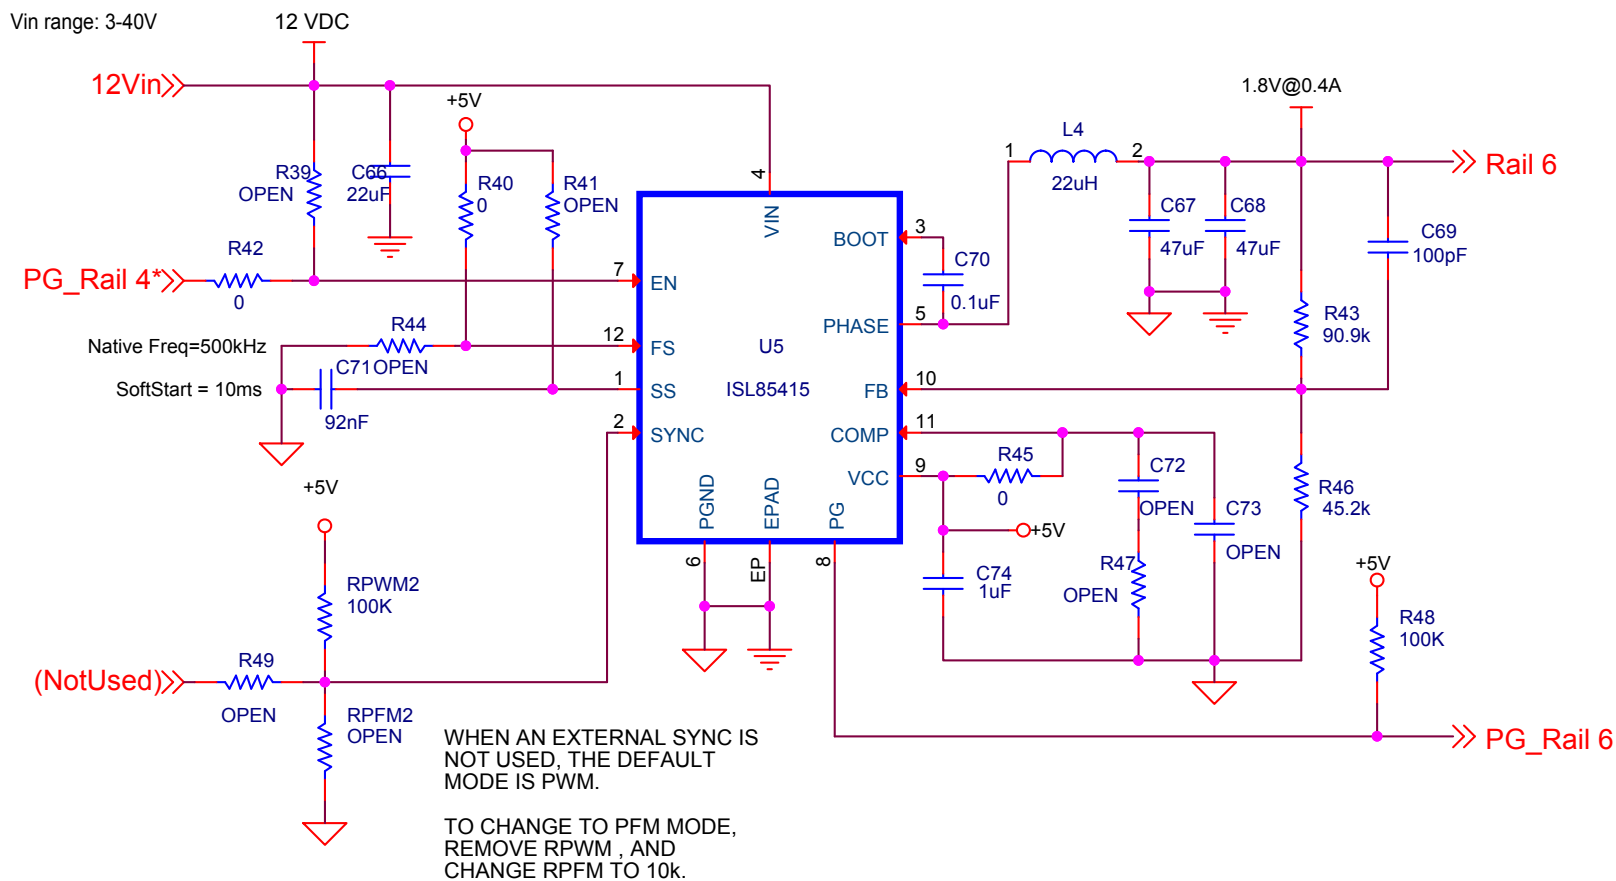 Vin range: 3-40V
12 VDC
12Vin
+5V
1.8V@0.4A
R39
OPEN
C66
22uF
R40
0
R41
OPEN
4
VIN
1
L4
2
22uH
Rail 6
C67
47uF
C68
47uF
C69
100pF
R42
0
PG_Rail 4*
7
EN
BOOT
3
C70
0.1uF
Native Freq=500kHz
R44
OPEN
12
FS
U5
PHASE
5
R43
90.9k
SoftStart = 10ms
C71
92nF
1
SS
ISL85415
FB
10
2
SYNC
COMP
11
VCC
9
R45
0
C72
OPEN
C73
OPEN
R46
45.2k
PGND
EPAD
PG
6
EP
8
+5V
C74
1uF
R47
OPEN
+5V
RPWM2
100K
+5V
R48
100K
(NotUsed)
R49
OPEN
RPFM2
OPEN
PG_Rail 6
WHEN AN EXTERNAL SYNC IS
NOT USED, THE DEFAULT
MODE IS PWM.
TO CHANGE TO PFM MODE,
REMOVE RPWM , AND
CHANGE RPFM TO 10k.